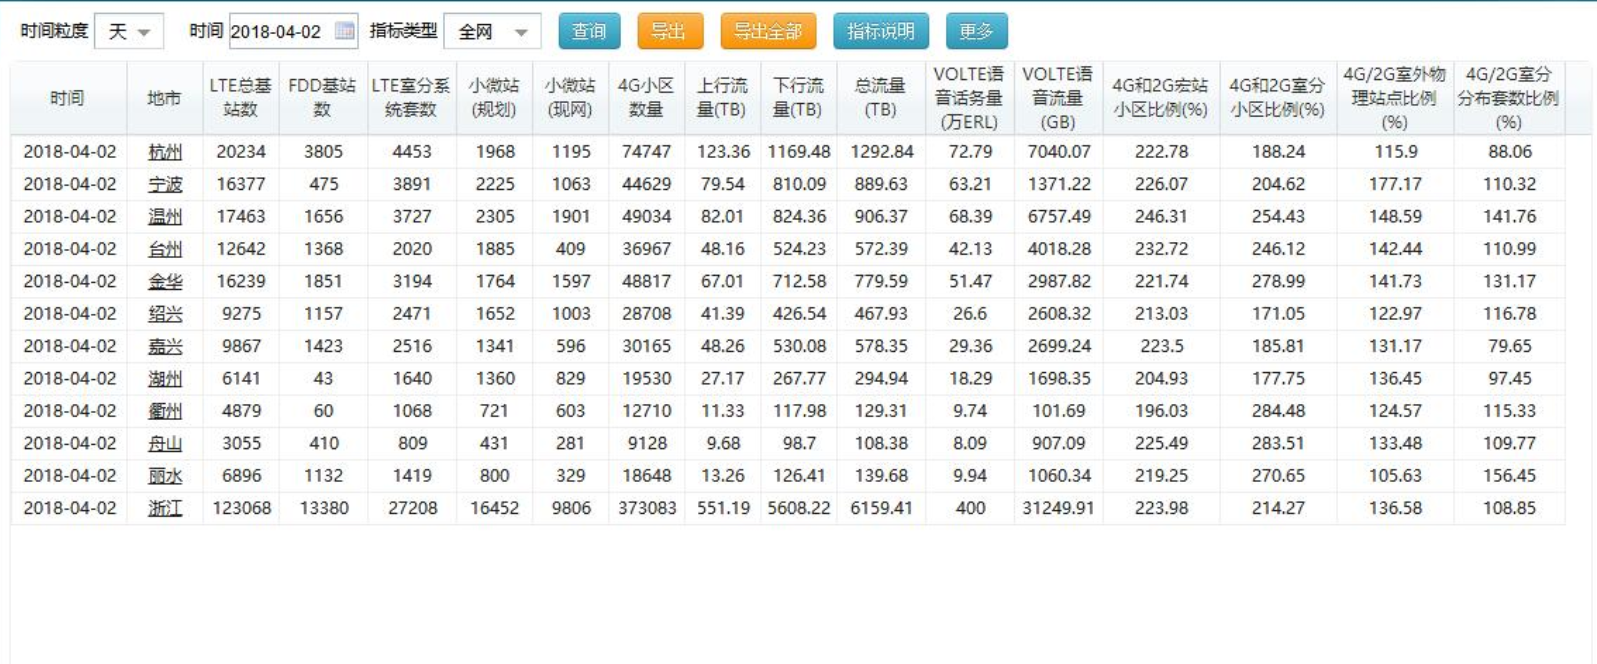 时间粒度 天 时间 2018-04-02 指标类型 全网 查询 导出 导出全部 指标说明 更多
时间 地市 LTE总基站数 FDD基站数 LTE室分系统套数 小微站(规划) 小微站(现网) 4G小区数量 上行流量(TB) 下行流量(TB) 总流量(TB) VOLTE语音话务量(万ERL) VOLTE语音流量(GB) 4G和2G宏站小区比例(%) 4G和2G室分小区比例(%) 4G/2G室外物理站点比例(%) 4G/2G室分分布套数比例(%)
2018-04-02 杭州 20234 3805 4453 1968 1195 74747 123.36 1169.48 1292.84 72.79 7040.07 222.78 188.24 115.9 88.06
2018-04-02 宁波 16377 475 3891 2225 1063 44629 79.54 810.09 889.63 63.21 1371.22 226.07 204.62 177.17 110.32
2018-04-02 温州 17463 1656 3727 2305 1901 49034 82.01 824.36 906.37 68.39 6757.49 246.31 254.43 148.59 141.76
2018-04-02 台州 12642 1368 2020 1885 409 36967 48.16 524.23 572.39 42.13 4018.28 232.72 246.12 142.44 110.99
2018-04-02 金华 16239 1851 3194 1764 1597 48817 67.01 712.58 779.59 51.47 2987.82 221.74 278.99 141.73 131.17
2018-04-02 绍兴 9275 1157 2471 1652 1003 28708 41.39 426.54 467.93 26.6 2608.32 213.03 171.05 122.97 116.78
2018-04-02 嘉兴 9867 1423 2516 1341 596 30165 48.26 530.08 578.35 29.36 2699.24 223.5 185.81 131.17 79.65
2018-04-02 湖州 6141 43 1640 1360 829 19530 27.17 267.77 294.94 18.29 1698.35 204.93 177.75 136.45 97.45
2018-04-02 衢州 4879 60 1068 721 603 12710 11.33 117.98 129.31 9.74 101.69 196.03 284.48 124.57 115.33
2018-04-02 舟山 3055 410 809 431 281 9128 9.68 98.7 108.38 8.09 907.09 225.49 283.51 133.48 109.77
2018-04-02 丽水 6896 1132 1419 800 329 18648 13.26 126.41 139.68 9.94 1060.34 219.25 270.65 105.63 156.45
2018-04-02 浙江 123068 13380 27208 16452 9806 373083 551.19 5608.22 6159.41 400 31249.91 223.98 214.27 136.58 108.85